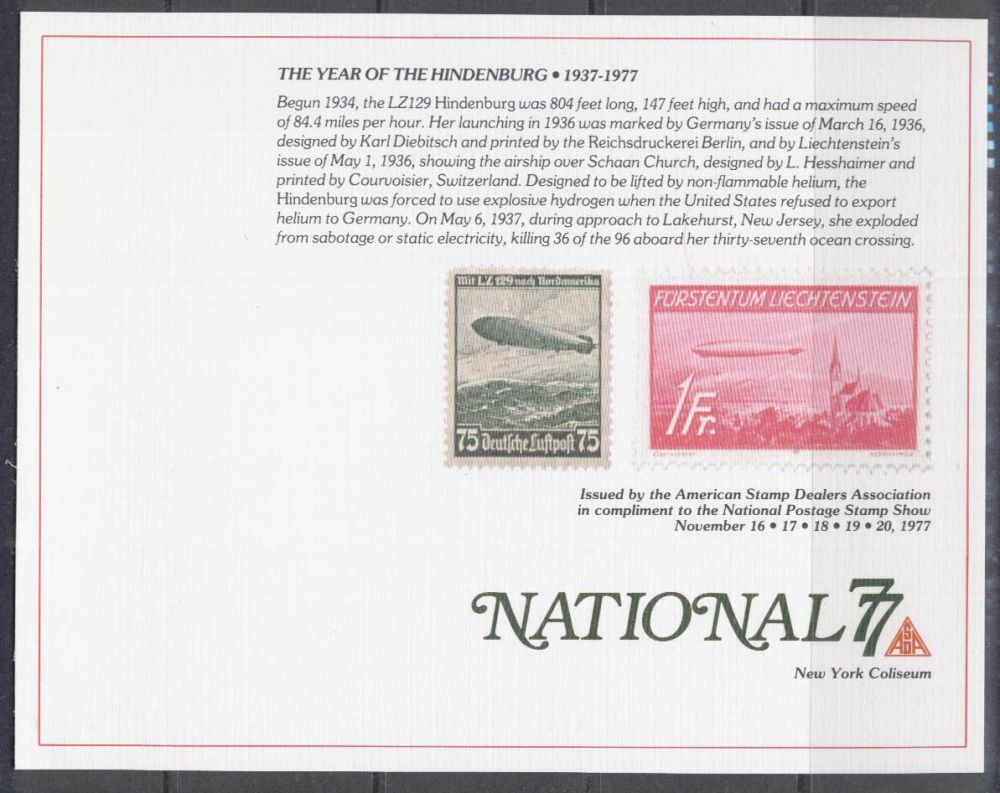 THE YEAR OF THE HINDENBURG • 1937-1977
Begun 1934, the LZ129 Hindenburg was 804 feet long, 147 feet high, and had a maximum speed
of 84.4 miles per hour. Her launching in 1936 was marked by Germany's issue of March 16, 1936,
designed by Karl Diebitsch and printed by the Reichsdruckerei Berlin, and by Liechtenstein's
issue of May 1, 1936, showing the airship over Schaan Church, designed by L. Hesshaimer and
printed by Courvoisier, Switzerland. Designed to be lifted by non-flammable helium, the
Hindenburg was forced to use explosive hydrogen when the United States refused to export
helium to Germany. On May 6, 1937, during approach to Lakehurst, New Jersey, she exploded
from sabotage or static electricity, killing 36 of the 96 aboard her thirty-seventh ocean crossing.
Mit LZ 129 nach Nordamerika
75 Deutsche Luftpost 75
FÜRSTENTUM LIECHTENSTEIN
1 Fr.
Issued by the American Stamp Dealers Association
in compliment to the National Postage Stamp Show
November 16 • 17 • 18 • 19 • 20, 1977
NATIONAL 77
ASDA
New York Coliseum